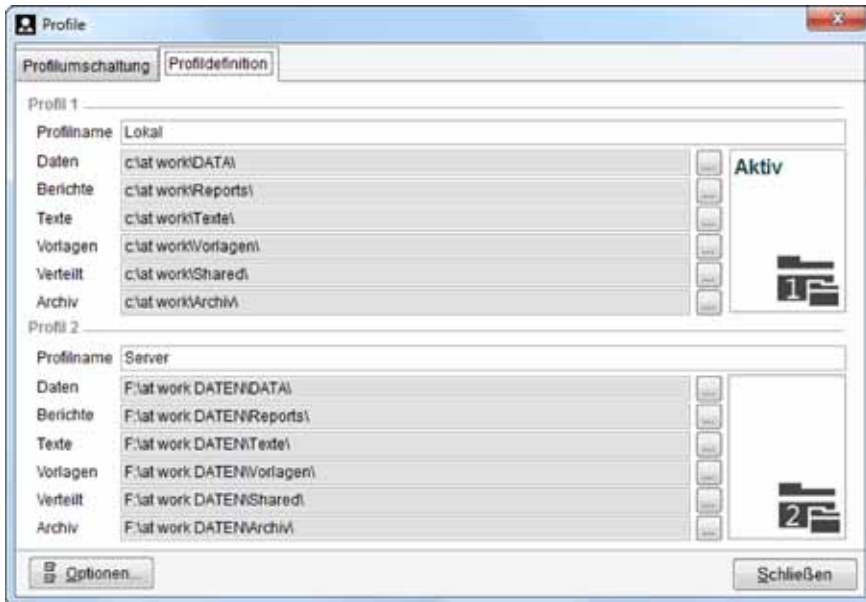 Profile
Profilumschaltung Profildefinition
Profil 1
Profilname Lokal
Daten c:\at work\DATA\ ...
Aktiv
Berichte c:\at work\Reports\ ...
Texte c:\at work\Texte\ ...
Vorlagen c:\at work\Vorlagen\ ...
Verteilt c:\at work\Shared\ ...
Archiv c:\at work\Archiv\ ...
1
Profil 2
Profilname Server
Daten F:\at work DATEN\DATA\ ...
Berichte F:\at work DATEN\Reports\ ...
Texte F:\at work DATEN\Texte\ ...
Vorlagen F:\at work DATEN\Vorlagen\ ...
Verteilt F:\at work DATEN\Shared\ ...
Archiv F:\at work DATEN\Archiv\ ...
2
Optionen... Schließen